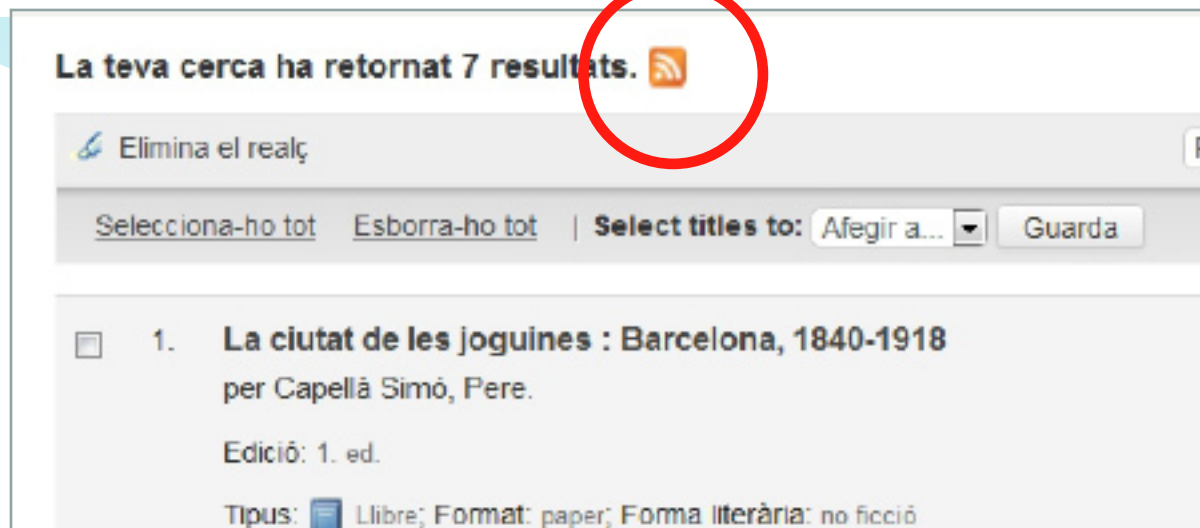 La teva cerca ha retornat 7 resultats.
Elimina el realç
Selecciona-ho tot Esborra-ho tot | Select titles to: Afegir a... Guarda
1. La ciutat de les joguines : Barcelona, 1840-1918
per Capellà Simó, Pere.
Edició: 1. ed.
Tipus: Llibre; Format: paper; Forma literària: no ficció